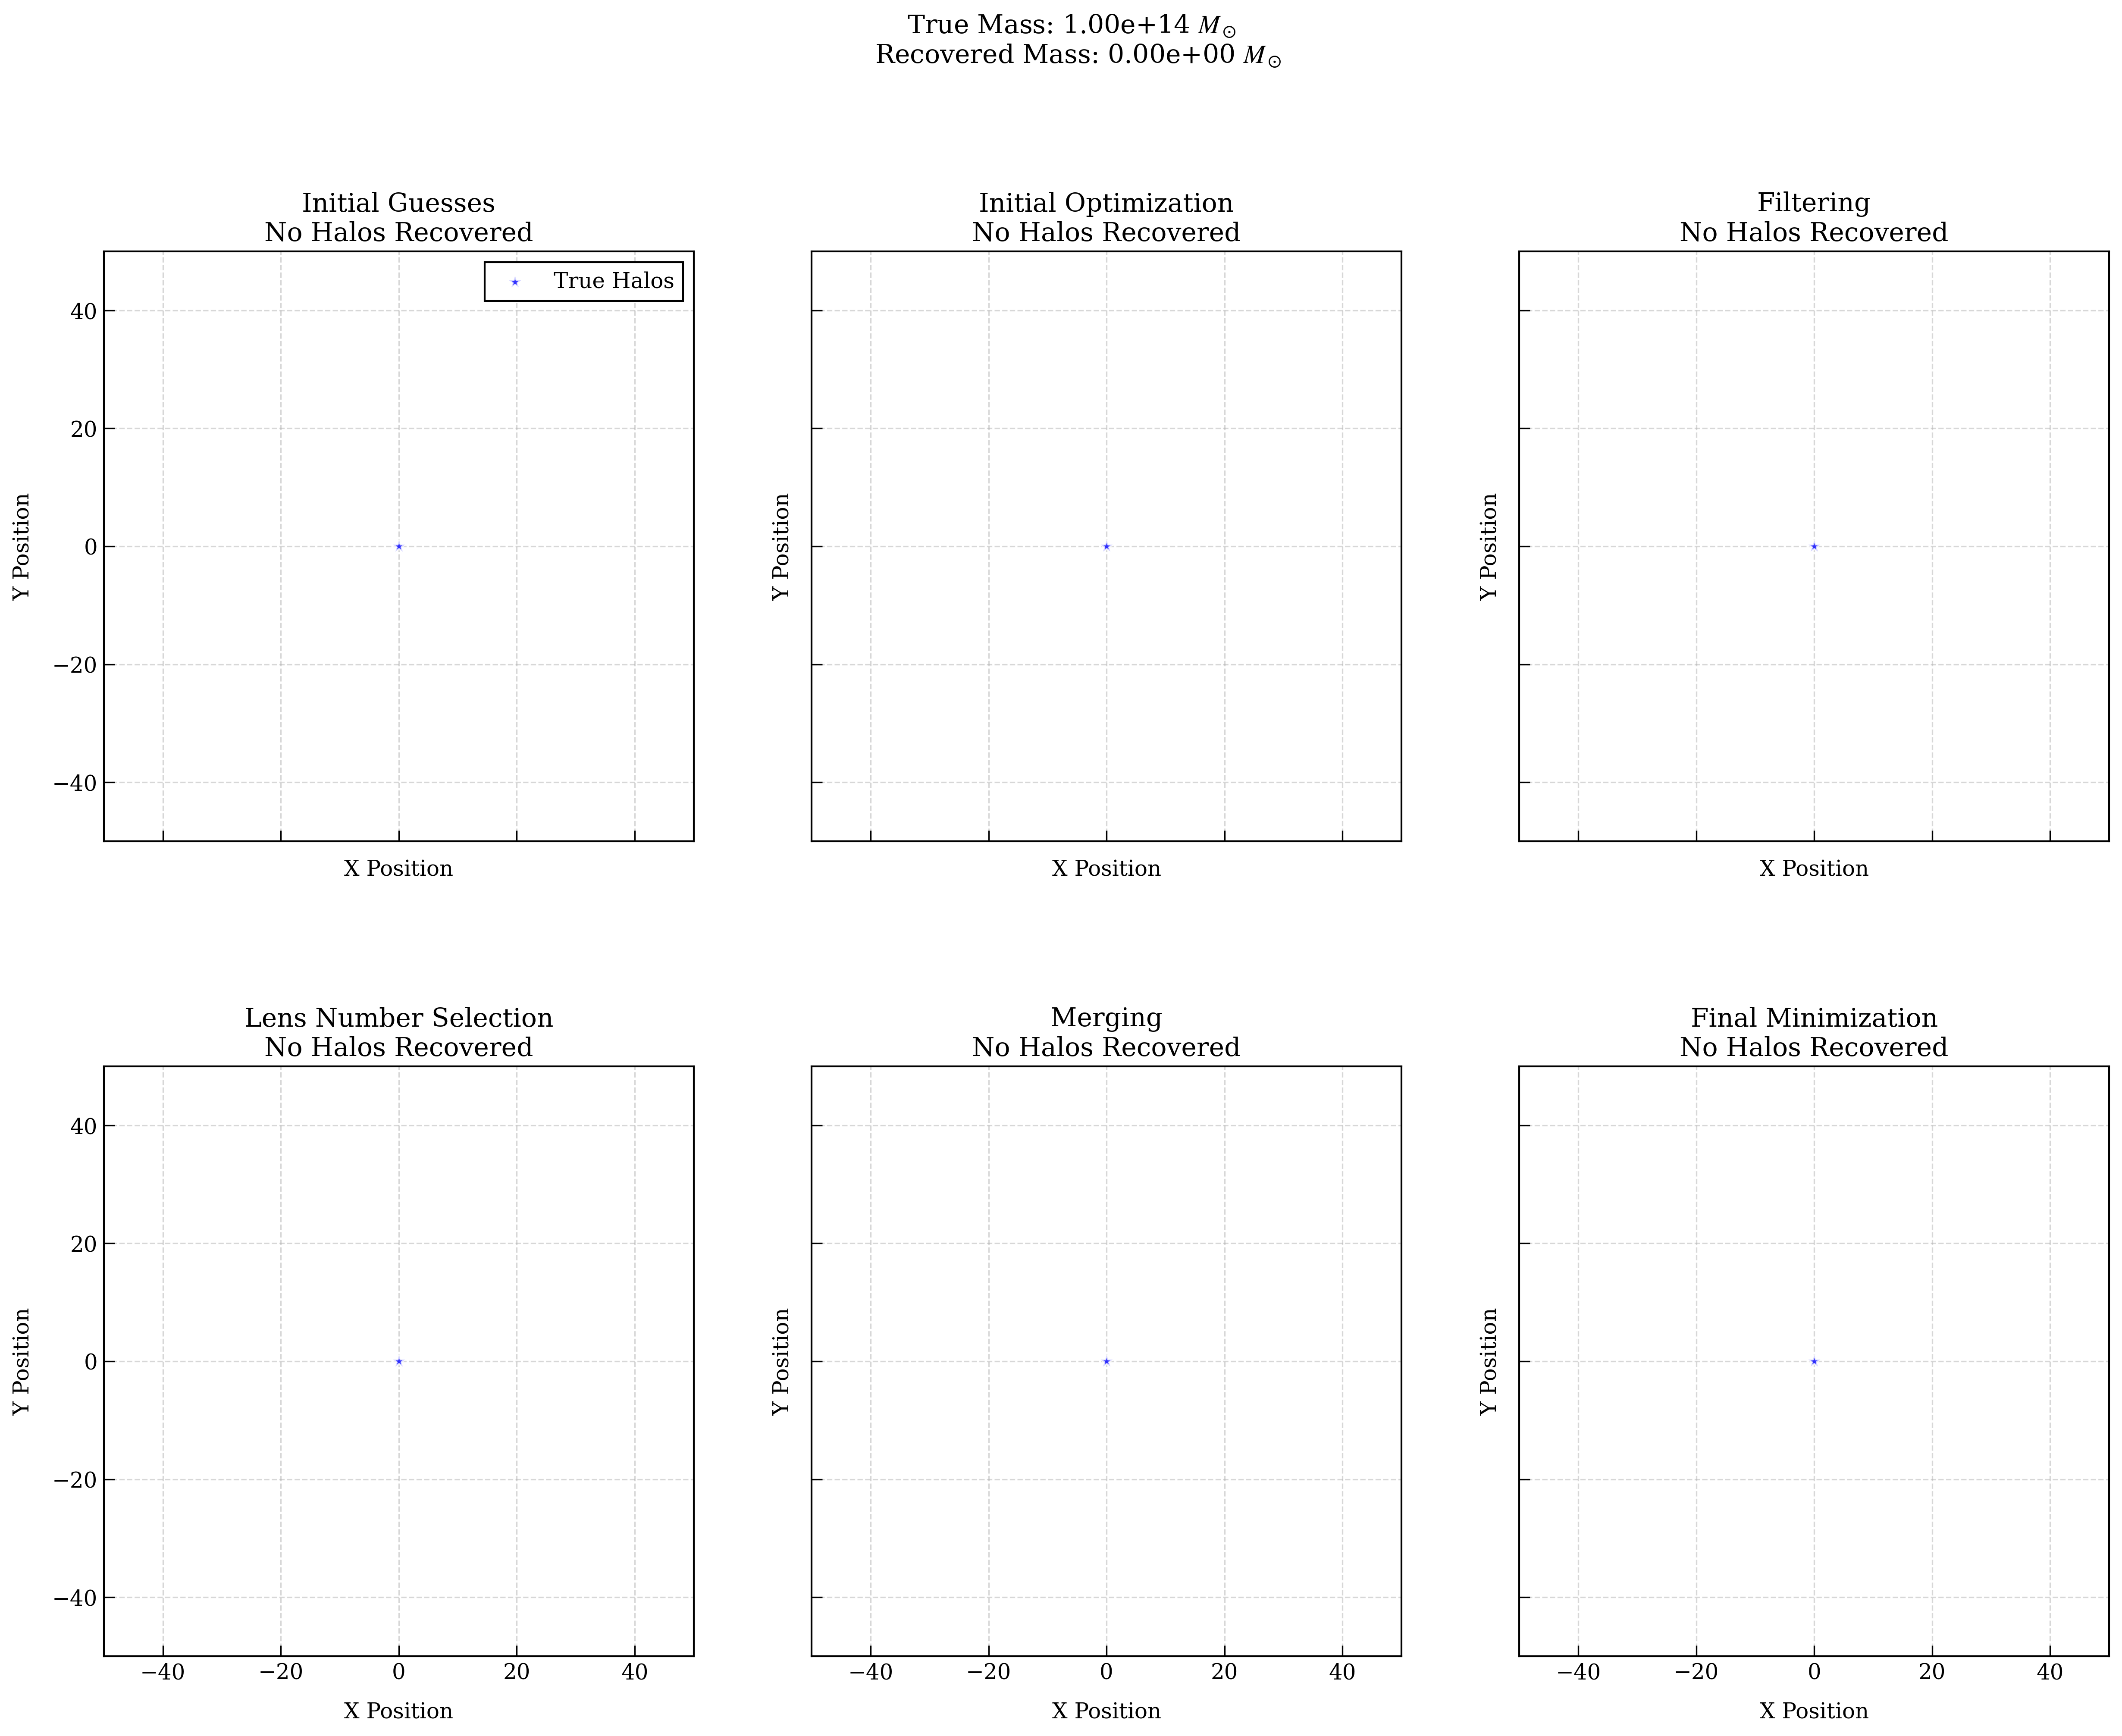 True Mass: 1.00e+14 M☉
Recovered Mass: 0.00e+00 M☉
Initial Guesses
No Halos Recovered
Initial Optimization
No Halos Recovered
Filtering
No Halos Recovered
True Halos
40
20
0
−20
−40
Y Position
Y Position
Y Position
X Position
X Position
X Position
Lens Number Selection
No Halos Recovered
Merging
No Halos Recovered
Final Minimization
No Halos Recovered
40
20
0
−20
−40
Y Position
Y Position
Y Position
−40 −20 0 20 40
−40 −20 0 20 40
−40 −20 0 20 40
X Position
X Position
X Position